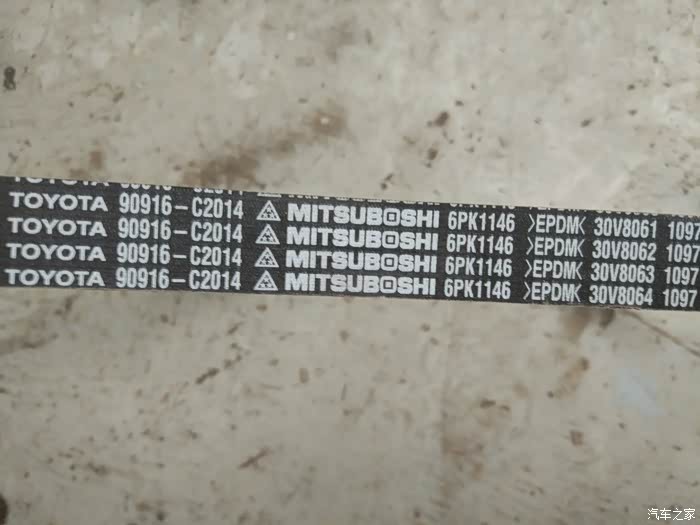 TOYOTA 90916-C2014 MITSUBOSHI 6PK1146 >EPDM< 30V8061 1097
TOYOTA 90916-C2014 MITSUBOSHI 6PK1146 >EPDM< 30V8062 1097
TOYOTA 90916-C2014 MITSUBOSHI 6PK1146 >EPDM< 30V8063 1097
TOYOTA 90916-C2014 MITSUBOSHI 6PK1146 >EPDM< 30V8064 1097
汽车之家